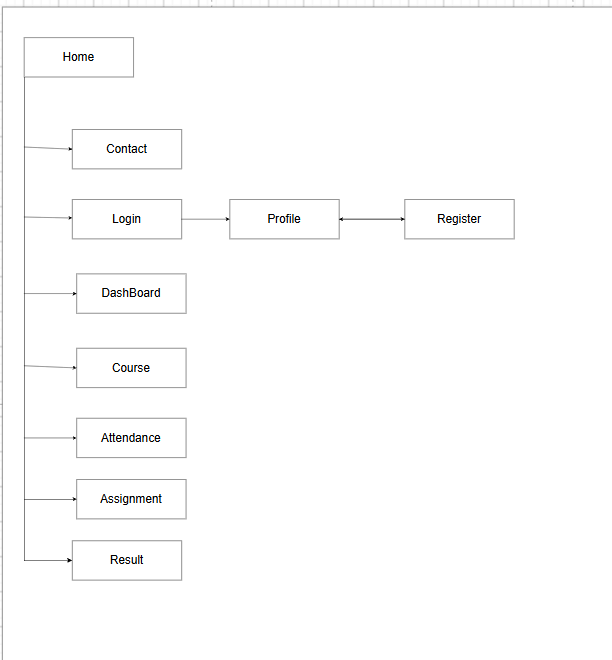 Home
Contact
Login
Profile
Register
DashBoard
Course
Attendance
Assignment
Result